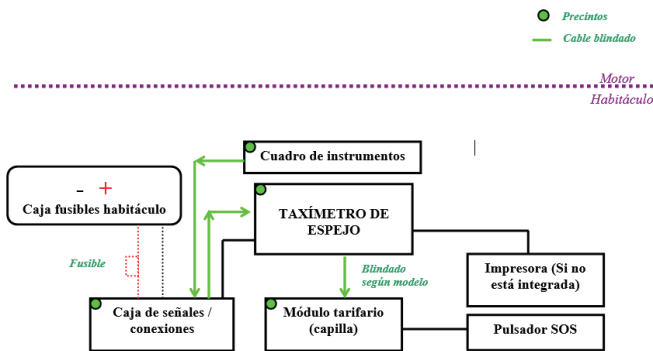 Precintos
Cable blindado
Motor
Habitáculo
Cuadro de instrumentos
- +
Caja fusibles habitáculo
TAXÍMETRO DE
ESPEJO
Fusible
Blindado
según modelo
Impresora (Si no
está integrada)
Caja de señales /
conexiones
Módulo tarifario
(capilla)
Pulsador SOS